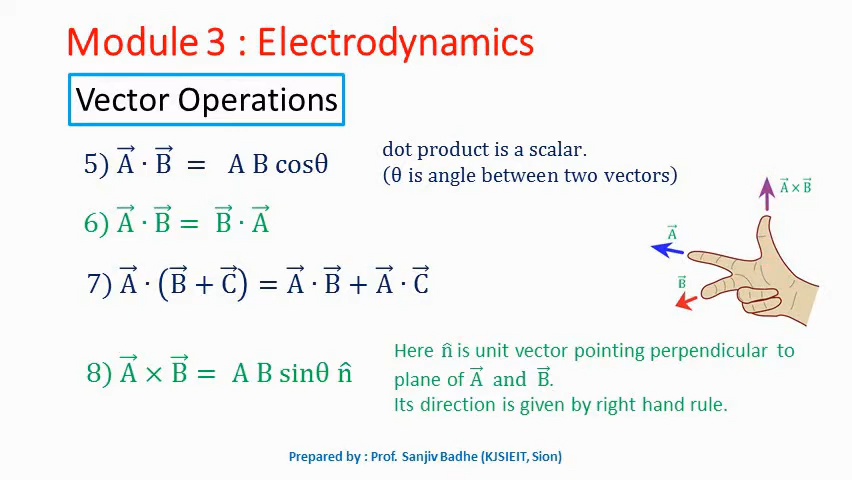 Module 3 : Electrodynamics
Vector Operations
5) A⃗ · B⃗ = A B cosθ
dot product is a scalar.
(θ is angle between two vectors)
6) A⃗ · B⃗ = B⃗ · A⃗
7) A⃗ · (B⃗ + C⃗) = A⃗ · B⃗ + A⃗ · C⃗
A⃗ × B⃗
A⃗
B⃗
8) A⃗ × B⃗ = A B sinθ n̂
Here n̂ is unit vector pointing perpendicular to
plane of A⃗ and B⃗.
Its direction is given by right hand rule.
Prepared by : Prof. Sanjiv Badhe (KJSIEIT, Sion)